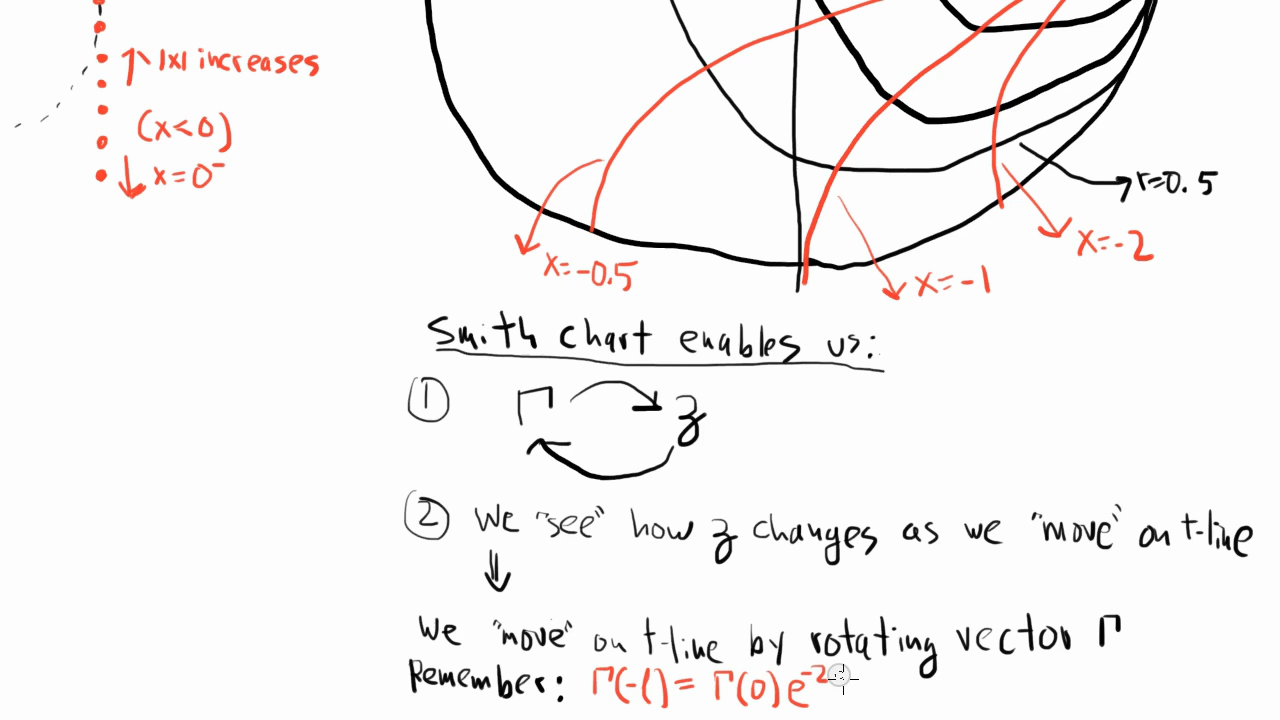 |x| increases
(x<0)
x=0⁻
r=0.5
x=-2
x=-0.5
x=-1
Smith chart enables us:
① Γ z
② We "see" how z changes as we "move" on t-line
We "move" on t-line by rotating vector Γ
Remember: Γ(-l) = Γ(0) e⁻²